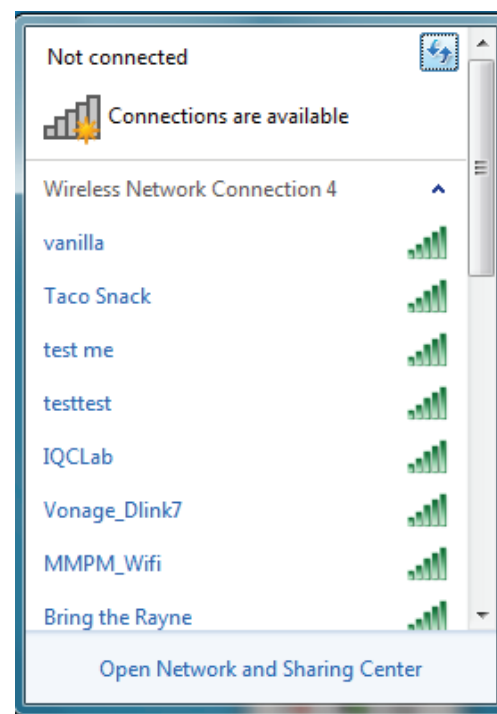 Not connected
Connections are available
Wireless Network Connection 4
vanilla
Taco Snack
test me
testtest
IQCLab
Vonage_Dlink7
MMPM_Wifi
Bring the Rayne
Open Network and Sharing Center